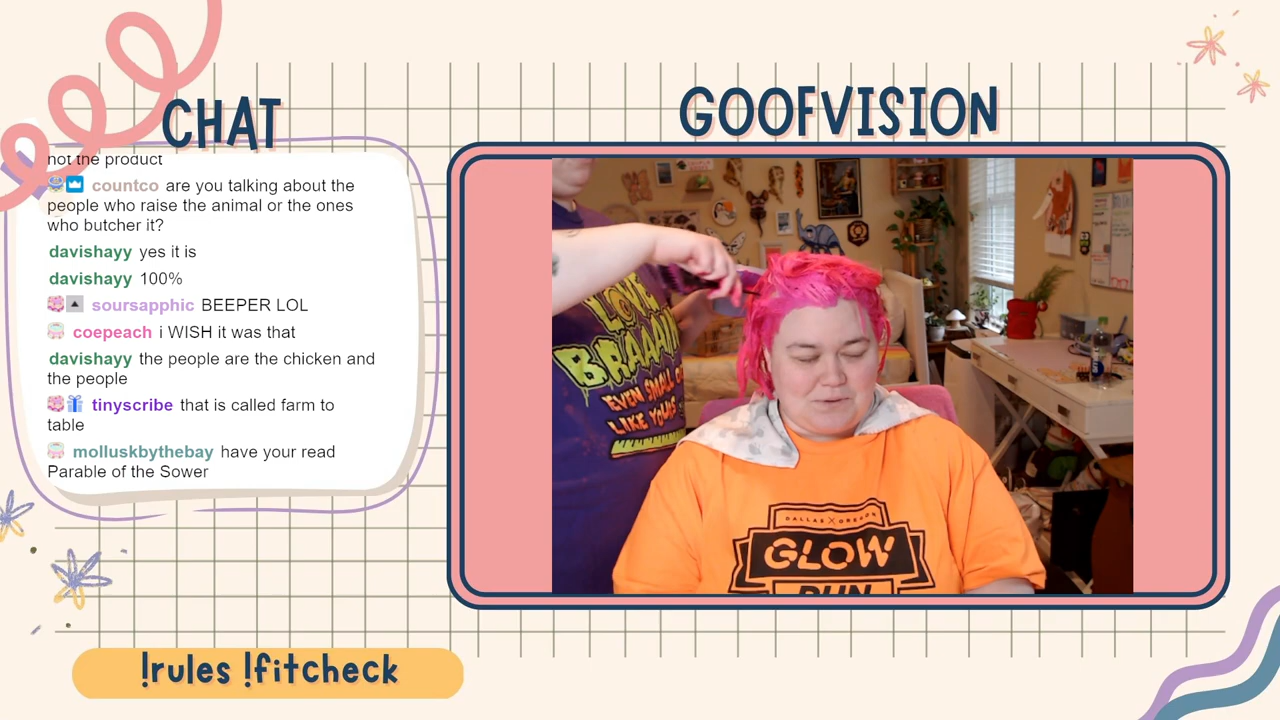 CHAT
GOOFVISION
not the product
countco are you talking about the
people who raise the animal or the ones
who butcher it?
davishayy yes it is
davishayy 100%
soursapphic BEEPER LOL
coepeach i WISH it was that
davishayy the people are the chicken and
the people
tinyscribe that is called farm to
table
molluskbythebay have your read
Parable of the Sower
LOVE
EVEN SMALL
LIKE YOURS
DALLAS OREGON
GLOW
RUN
!rules !fitcheck